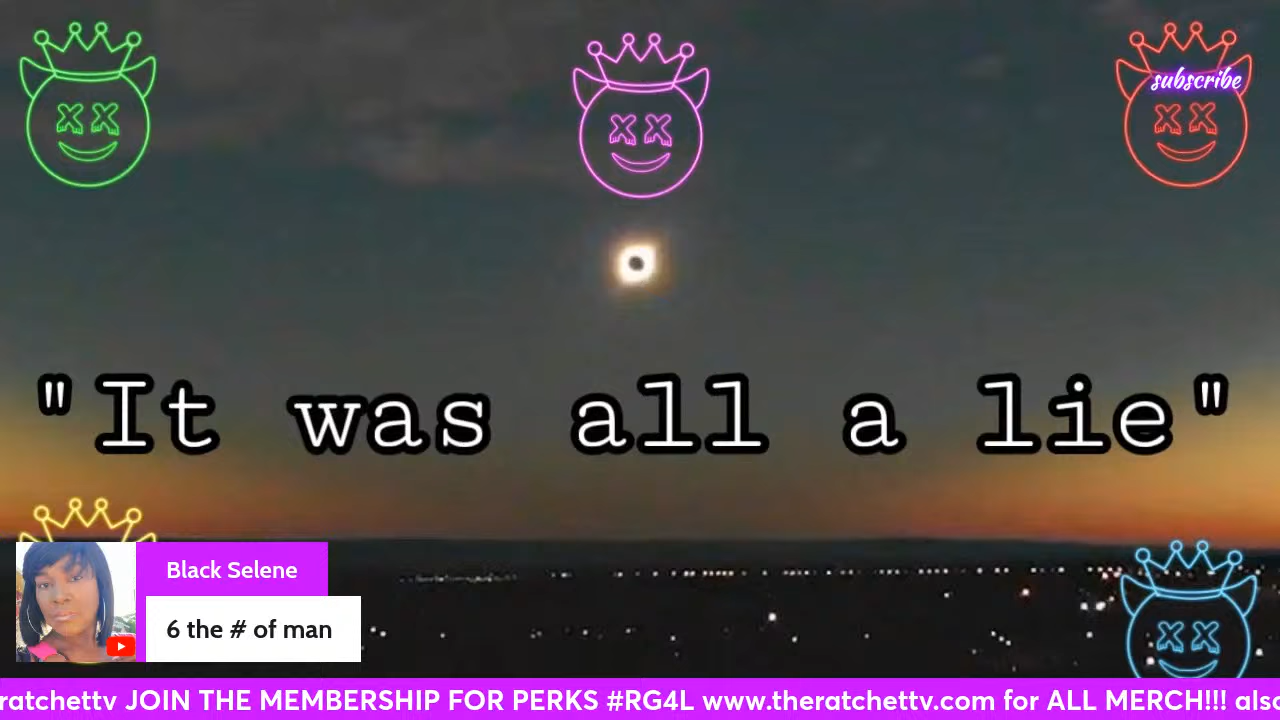 subscribe
"It was all a lie"
Black Selene
6 the # of man
ratchettv JOIN THE MEMBERSHIP FOR PERKS #RG4L www.theratchettv.com for ALL MERCH!!! also